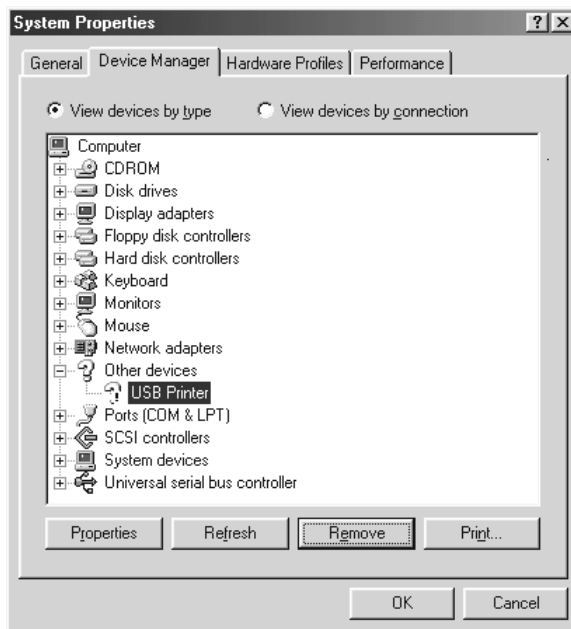 System Properties
General Device Manager Hardware Profiles Performance
View devices by type View devices by connection
Computer
CDROM
Disk drives
Display adapters
Floppy disk controllers
Hard disk controllers
Keyboard
Monitors
Mouse
Network adapters
Other devices
USB Printer
Ports (COM & LPT)
SCSI controllers
System devices
Universal serial bus controller
Properties Refresh Remove Print...
OK Cancel